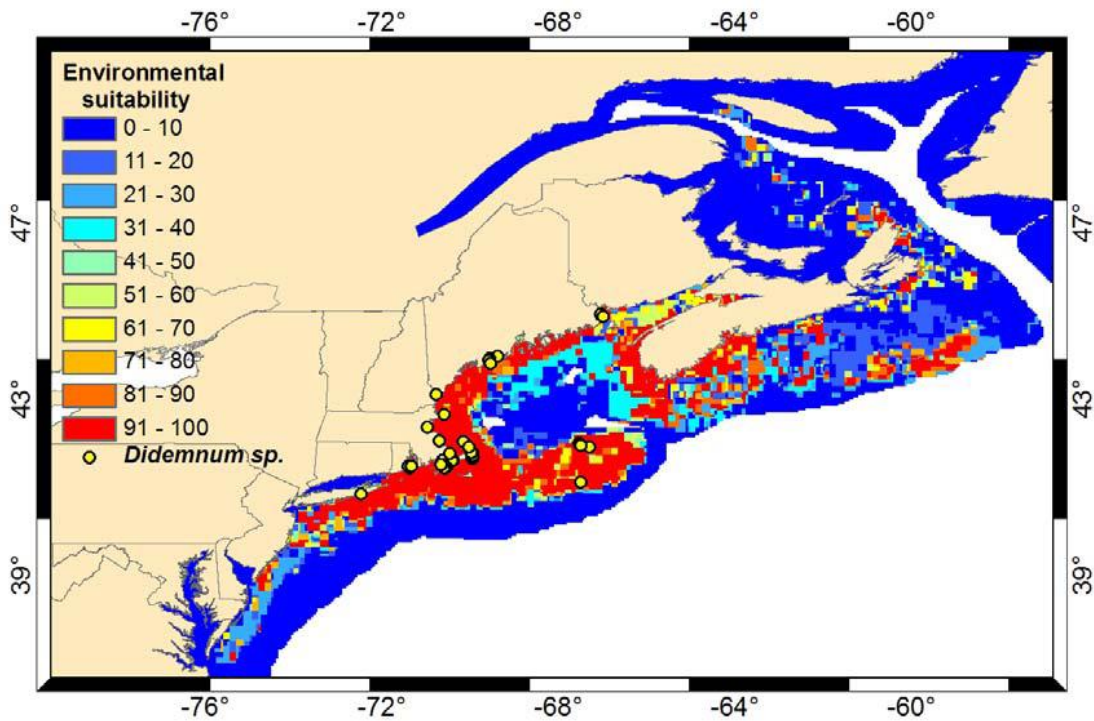 -76° -72° -68° -64° -60°
Environmental
suitability
0 - 10
11 - 20
21 - 30
31 - 40
41 - 50
51 - 60
61 - 70
71 - 80
81 - 90
91 - 100
Didemnum sp.
47° 47°
43° 43°
39° 39°
-76° -72° -68° -64° -60°